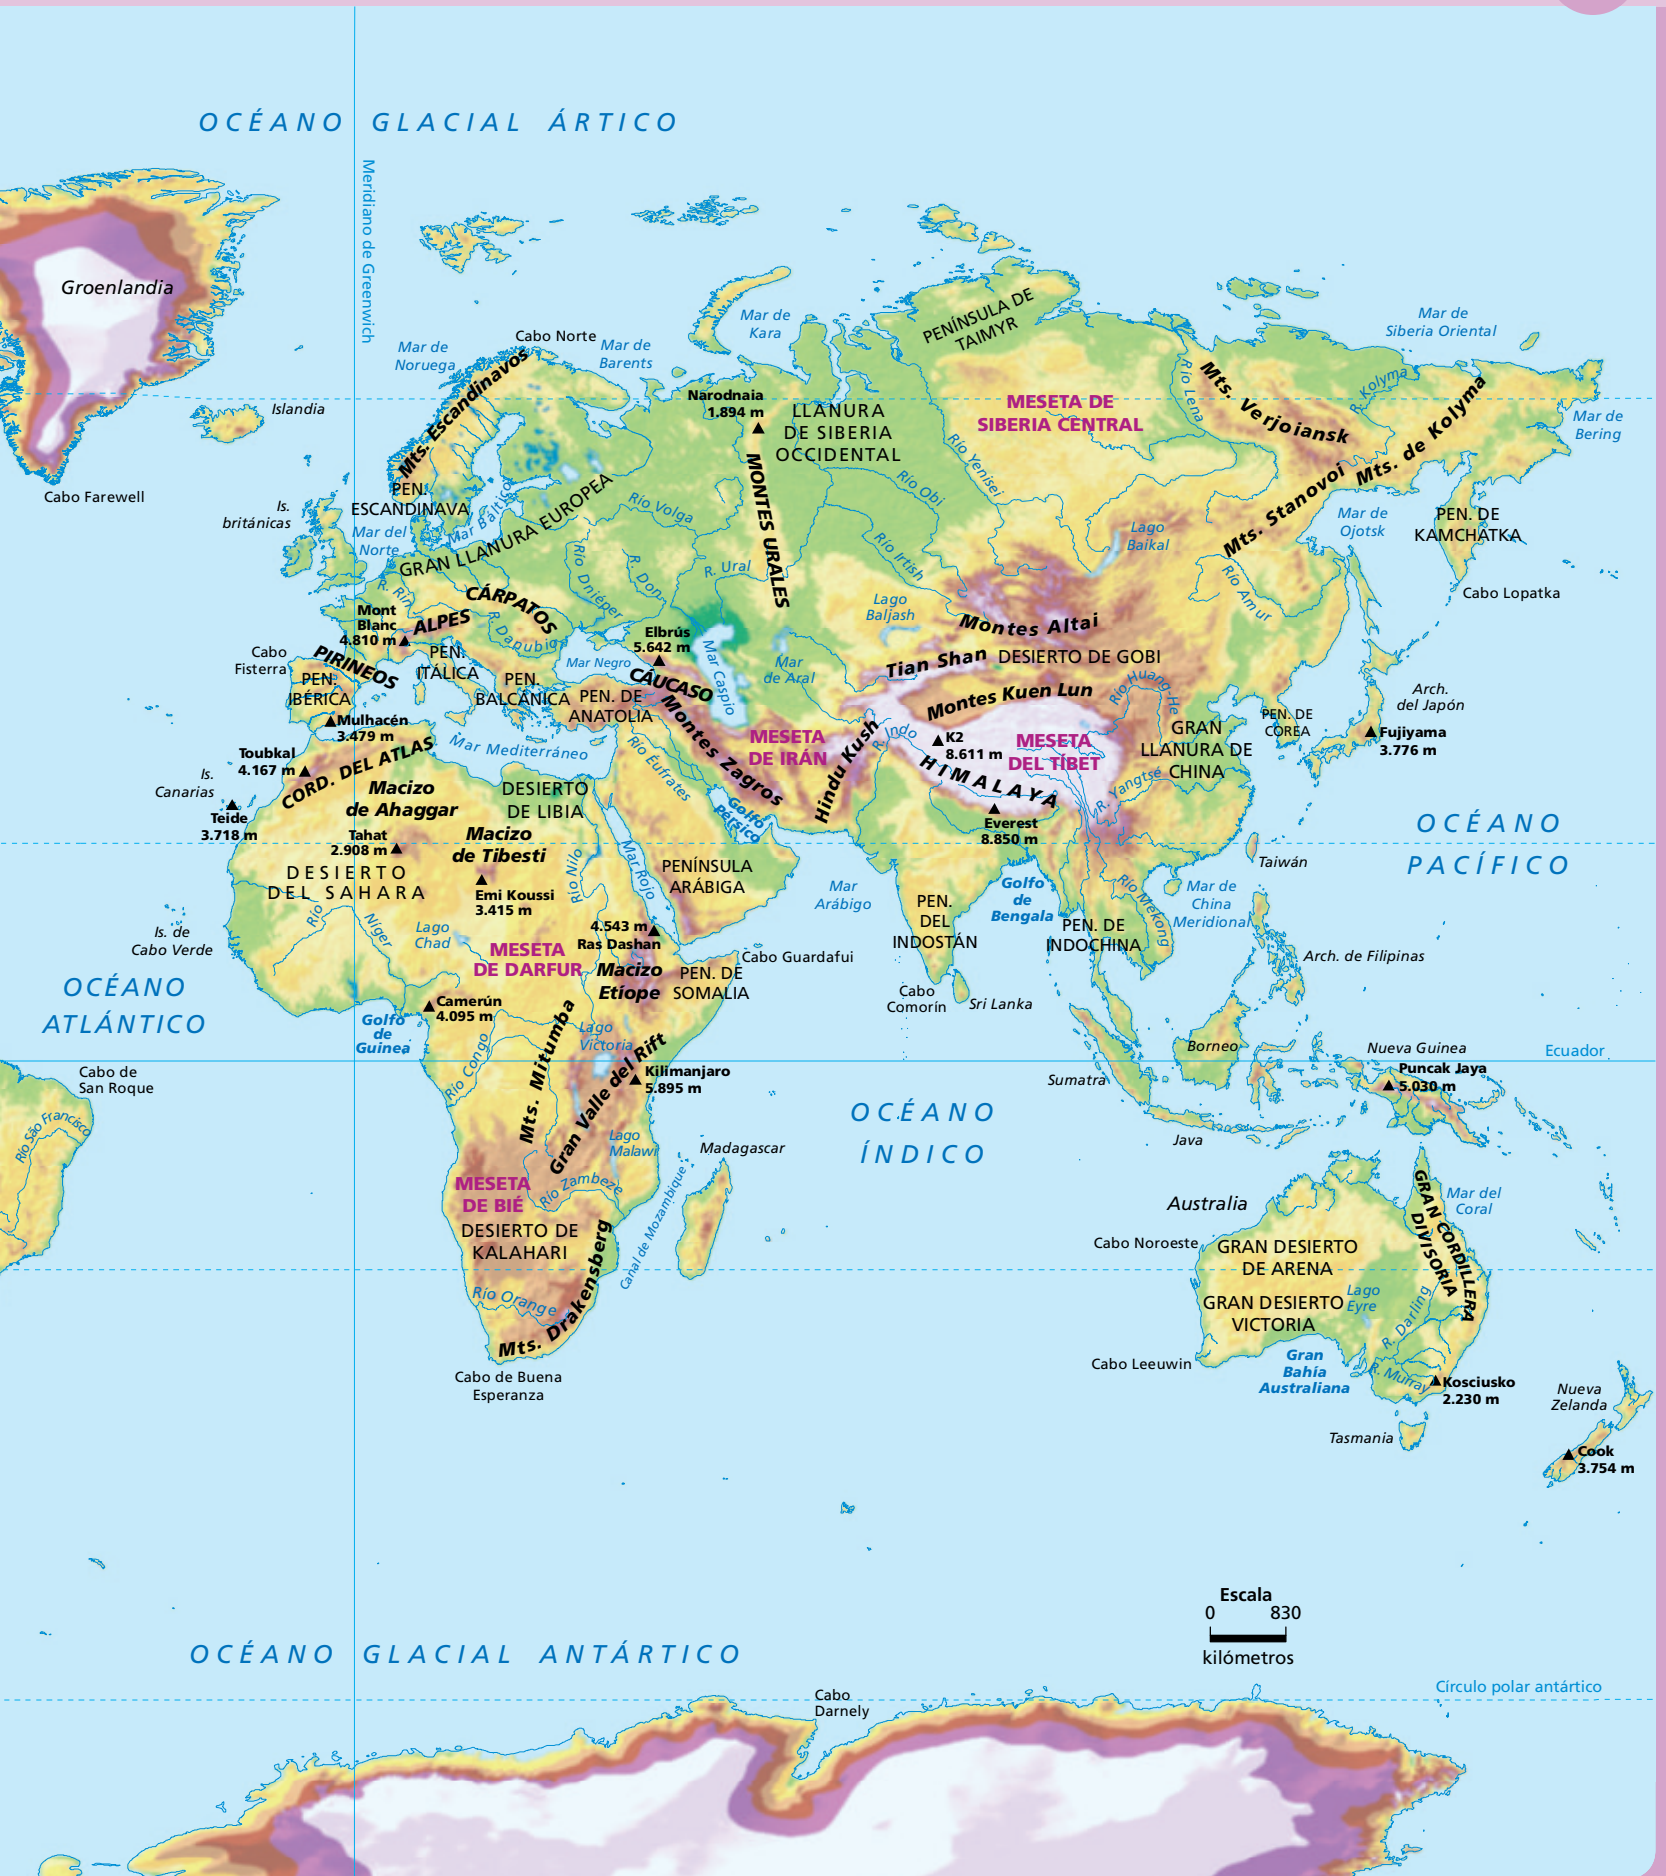 OCÉANO GLACIAL ÁRTICO
Meridiano de Greenwich
Groenlandia
Cabo Norte
Mar de
Noruega
Mar de
Barents
Mar de
Kara
PENÍNSULA DE
TAIMYR
Mar de
Siberia Oriental
Islandia
Mts. Escandinavos
Narodnaia
1.894 m
LLANURA
DE SIBERIA
OCCIDENTAL
MESETA DE
SIBERIA CENTRAL
Río Lena
Mts. Verjoiansk
R. Kolyma
Mts. de Kolyma
Mar de
Bering
Cabo Farewell
Is.
británicas
PEN.
ESCANDINAVA
Mar del
Norte
Mar Báltico
GRAN LLANURA EUROPEA
Río Volga
MONTES URALES
Río Obi
Río Yenisei
Río Irtish
Lago
Baikal
Mts. Stanovoi
Mar de
Ojotsk
PEN. DE
KAMCHATKA
Cabo Lopatka
R. Rin
Río Dniéper
R. Don
R. Ural
Lago
Baljash
Río Amur
Mont
Blanc
4.810 m
ALPES
CÁRPATOS
R. Danubio
Elbrús
5.642 m
Mar Negro
CÁUCASO
Mar Caspio
Mar
de Aral
Montes Altai
Tian Shan
DESIERTO DE GOBI
Cabo
Fisterra
PIRINEOS
PEN.
IBÉRICA
PEN.
ITÁLICA
PEN.
BALCÁNICA
PEN. DE
ANATOLIA
Montes Kuen Lun
Río Huang-He
Arch.
del Japón
Mulhacén
3.479 m
Mar Mediterráneo
Montes Zagros
MESETA
DE IRÁN
Hindu Kush
R. Indo
K2
8.611 m
MESETA
DEL TÍBET
GRAN
LLANURA DE
CHINA
PEN. DE
COREA
Fujiyama
3.776 m
Toubkal
4.167 m
CORD. DEL ATLAS
Is.
Canarias
Teide
3.718 m
Macizo
de Ahaggar
DESIERTO
DE LIBIA
Río Éufrates
Golfo
Pérsico
HIMALAYA
R. Yangtsé
Everest
8.850 m
OCÉANO
PACÍFICO
Tahat
2.908 m
Macizo
de Tibesti
DESIERTO
DEL SAHARA
Emi Koussi
3.415 m
Río Nilo
Mar Rojo
PENÍNSULA
ARÁBIGA
Mar
Arábigo
PEN.
DEL
INDOSTÁN
Golfo
de
Bengala
Río Mekong
Mar de
China
Meridional
Taiwán
PEN. DE
INDOCHINA
Is. de
Cabo Verde
Río
Níger
Lago
Chad
4.543 m
Ras Dashan
MESETA
DE DARFUR
Macizo
Etíope
PEN. DE
SOMALIA
Cabo Guardafui
Cabo
Comorín
Sri Lanka
Arch. de Filipinas
OCÉANO
ATLÁNTICO
Camerún
4.095 m
Golfo
de
Guinea
Río Congo
Mts. Mitumba
Lago
Victoria
Gran Valle del Rift
Kilimanjaro
5.895 m
Borneo
Sumatra
Nueva Guinea
Ecuador
Puncak Jaya
5.030 m
Cabo de
San Roque
Río São Francisco
OCÉANO
ÍNDICO
Java
Lago
Malawi
Madagascar
MESETA
DE BIÉ
Río Zambeze
Canal de Mozambique
DESIERTO DE
KALAHARI
Río Orange
Mts. Drakensberg
Cabo de Buena
Esperanza
Australia
Cabo Noroeste
GRAN DESIERTO
DE ARENA
GRAN CORDILLERA
DIVISORIA
Mar del
Coral
GRAN DESIERTO
VICTORIA
Lago
Eyre
R. Darling
Cabo Leeuwin
Gran
Bahía
Australiana
R. Murray
Kosciusko
2.230 m
Nueva
Zelanda
Tasmania
Cook
3.754 m
Escala
0 830
kilómetros
OCÉANO GLACIAL ANTÁRTICO
Círculo polar antártico
Cabo
Darnely